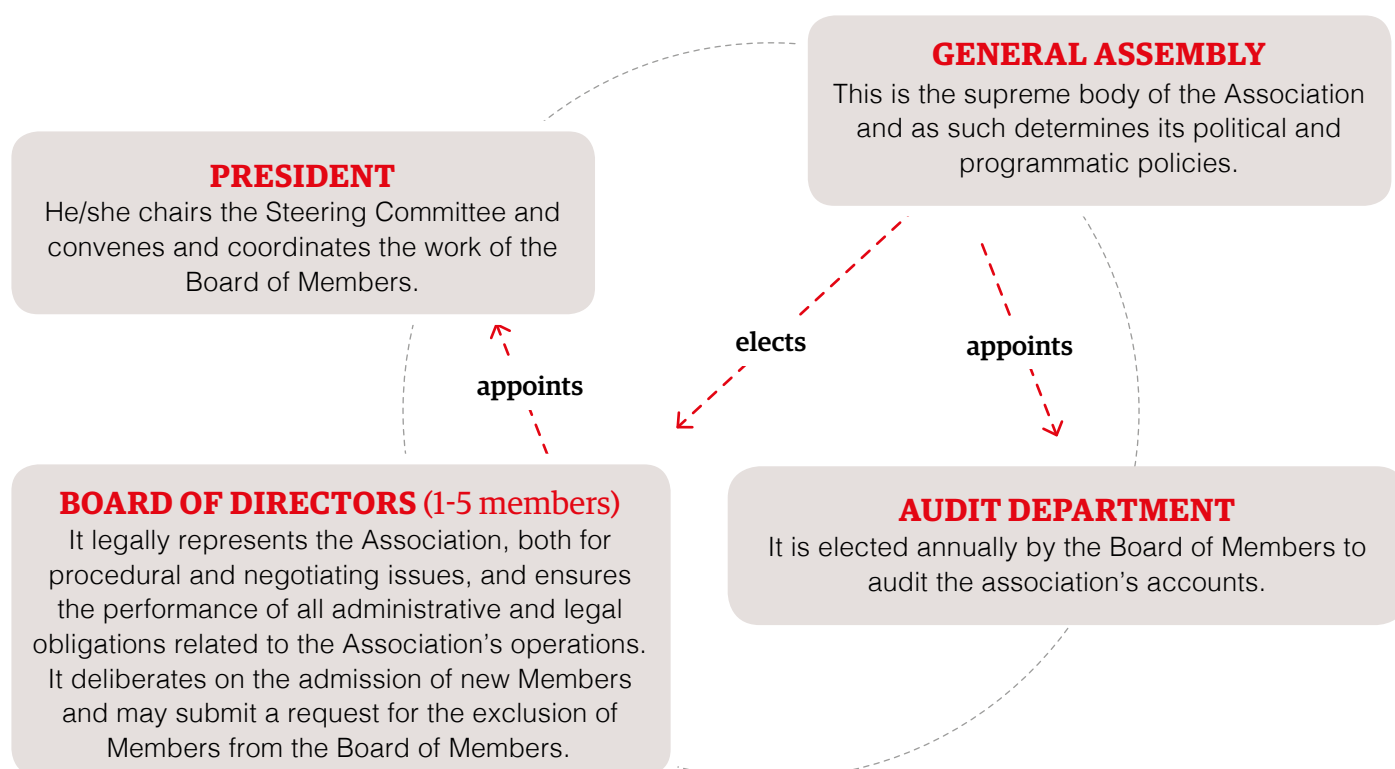 GENERAL ASSEMBLY
This is the supreme body of the Association
and as such determines its political and
programmatic policies.
PRESIDENT
He/she chairs the Steering Committee and
convenes and coordinates the work of the
Board of Members.
elects
appoints
appoints
BOARD OF DIRECTORS (1-5 members)
It legally represents the Association, both for
procedural and negotiating issues, and ensures
the performance of all administrative and legal
obligations related to the Association's operations.
It deliberates on the admission of new Members
and may submit a request for the exclusion of
Members from the Board of Members.
AUDIT DEPARTMENT
It is elected annually by the Board of Members to
audit the association's accounts.